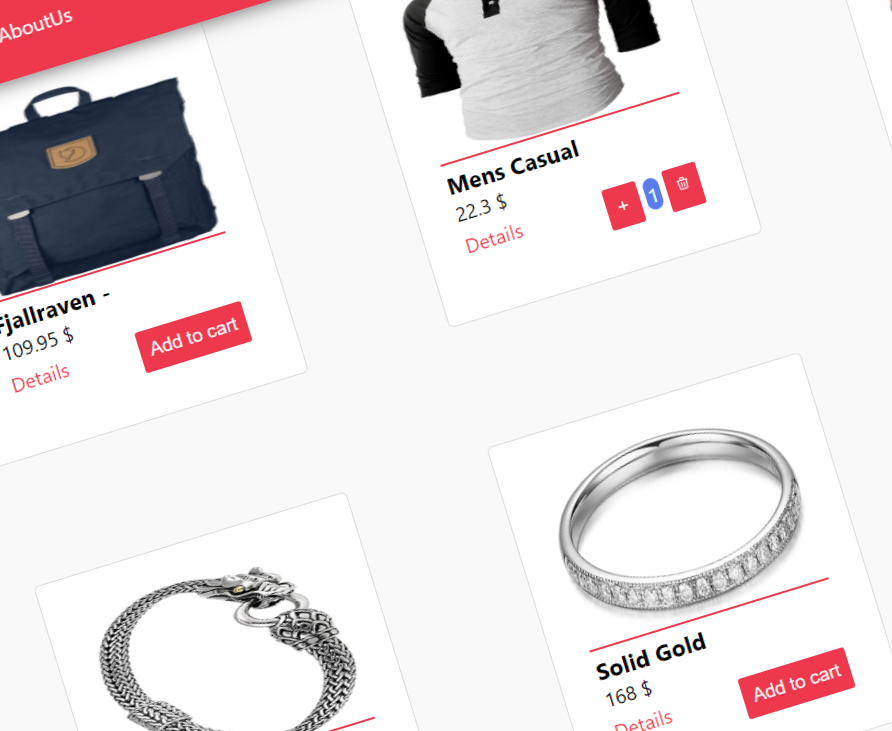 AboutUs
Fjallraven -
109.95 $
Add to cart
Details
Mens Casual
22.3 $
+ 1
Details
Solid Gold
168 $
Add to cart
Details